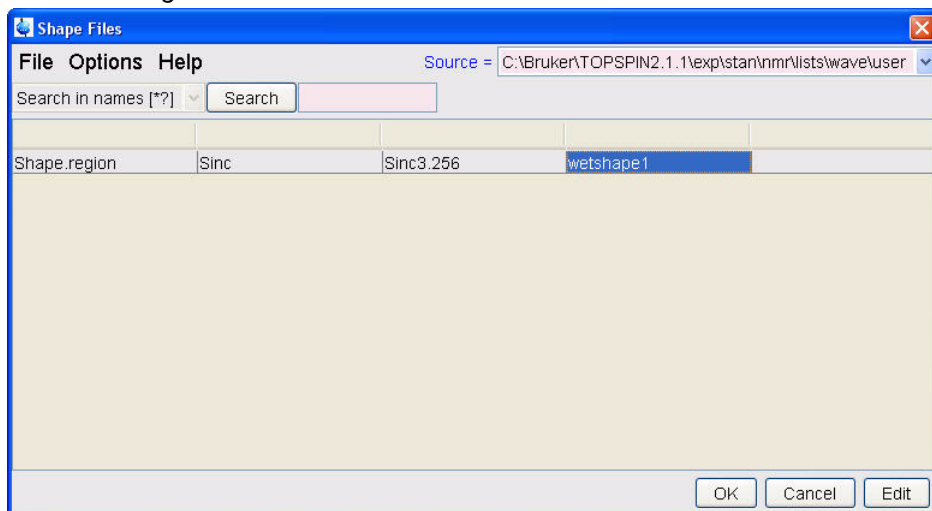 Shape Files
File Options Help Source = C:\Bruker\TOPSPIN2.1.1\exp\stan\nmr\lists\wave\user
Search in names [*?] Search
Shape.region Sinc Sinc3.256 wetshape1
OK Cancel Edit